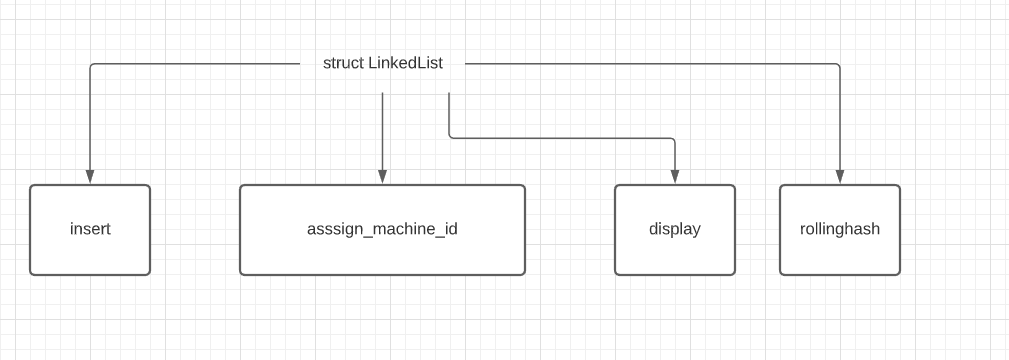 struct LinkedList
insert
asssign_machine_id
display
rollinghash